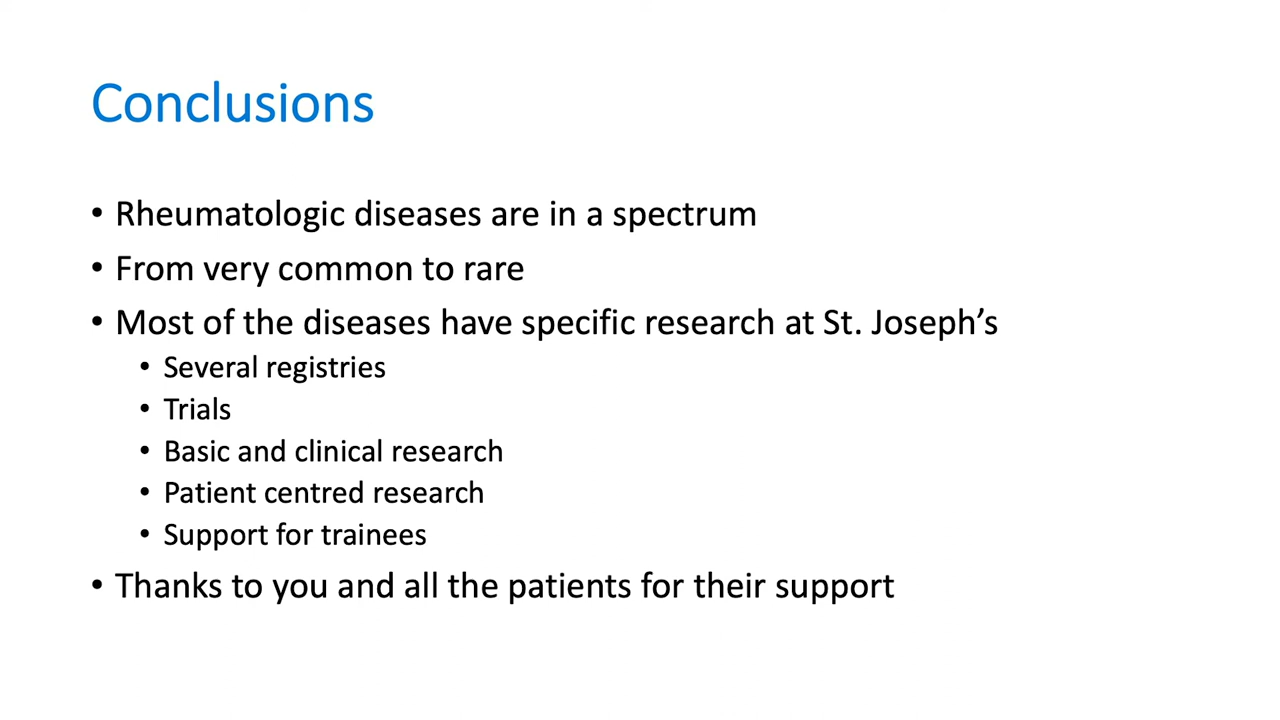 Conclusions
• Rheumatologic diseases are in a spectrum
• From very common to rare
• Most of the diseases have specific research at St. Joseph’s
• Several registries
• Trials
• Basic and clinical research
• Patient centred research
• Support for trainees
• Thanks to you and all the patients for their support